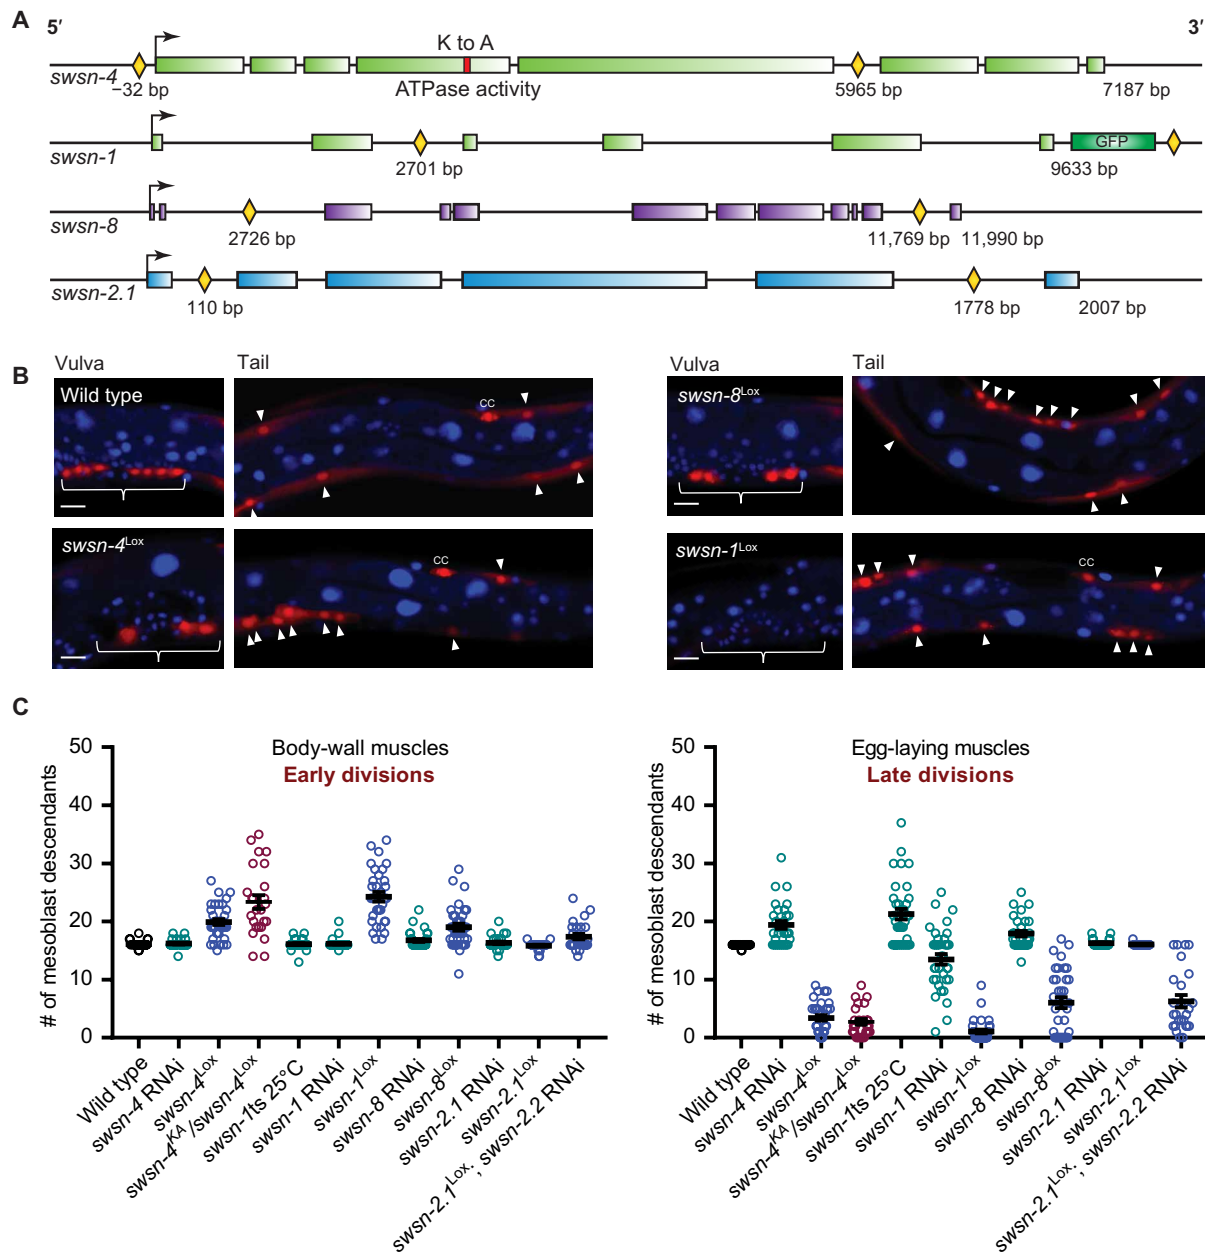 A
5′
3′
K to A
swsn-4
ATPase activity
−32 bp
5965 bp
7187 bp
swsn-1
GFP
2701 bp
9633 bp
swsn-8
2726 bp
11,769 bp
11,990 bp
swsn-2.1
110 bp
1778 bp
2007 bp
B
Vulva
Tail
Vulva
Tail
Wild type
cc
swsn-8Lox
swsn-4Lox
cc
swsn-1Lox
cc
C
Body-wall muscles
Early divisions
# of mesoblast descendants
50
40
30
20
10
0
Wild type
swsn-4 RNAi
swsn-4Lox
swsn-4KA/swsn-4Lox
swsn-1ts 25°C
swsn-1 RNAi
swsn-1Lox
swsn-8 RNAi
swsn-8Lox
swsn-2.1 RNAi
swsn-2.1Lox
swsn-2.1Lox; swsn-2.2 RNAi
Egg-laying muscles
Late divisions
# of mesoblast descendants
50
40
30
20
10
0
Wild type
swsn-4 RNAi
swsn-4Lox
swsn-4KA/swsn-4Lox
swsn-1ts 25°C
swsn-1 RNAi
swsn-1Lox
swsn-8 RNAi
swsn-8Lox
swsn-2.1 RNAi
swsn-2.1Lox
swsn-2.1Lox; swsn-2.2 RNAi